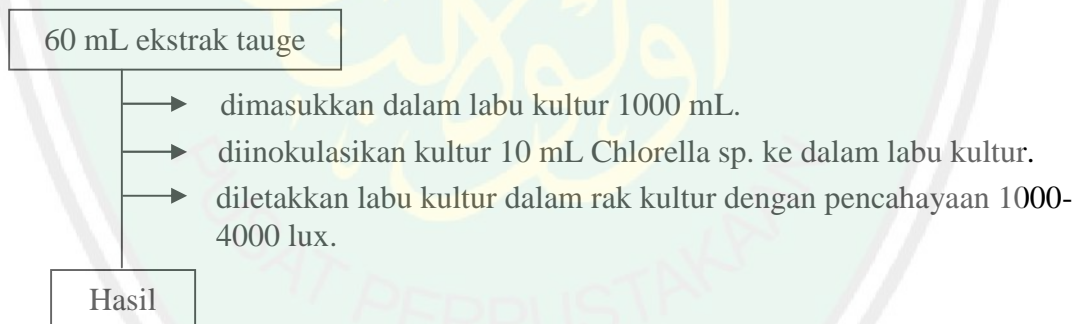 60 mL ekstrak tauge
dimasukkan dalam labu kultur 1000 mL.
diinokulasikan kultur 10 mL Chlorella sp. ke dalam labu kultur.
diletakkan labu kultur dalam rak kultur dengan pencahayaan 1000-
4000 lux.
Hasil